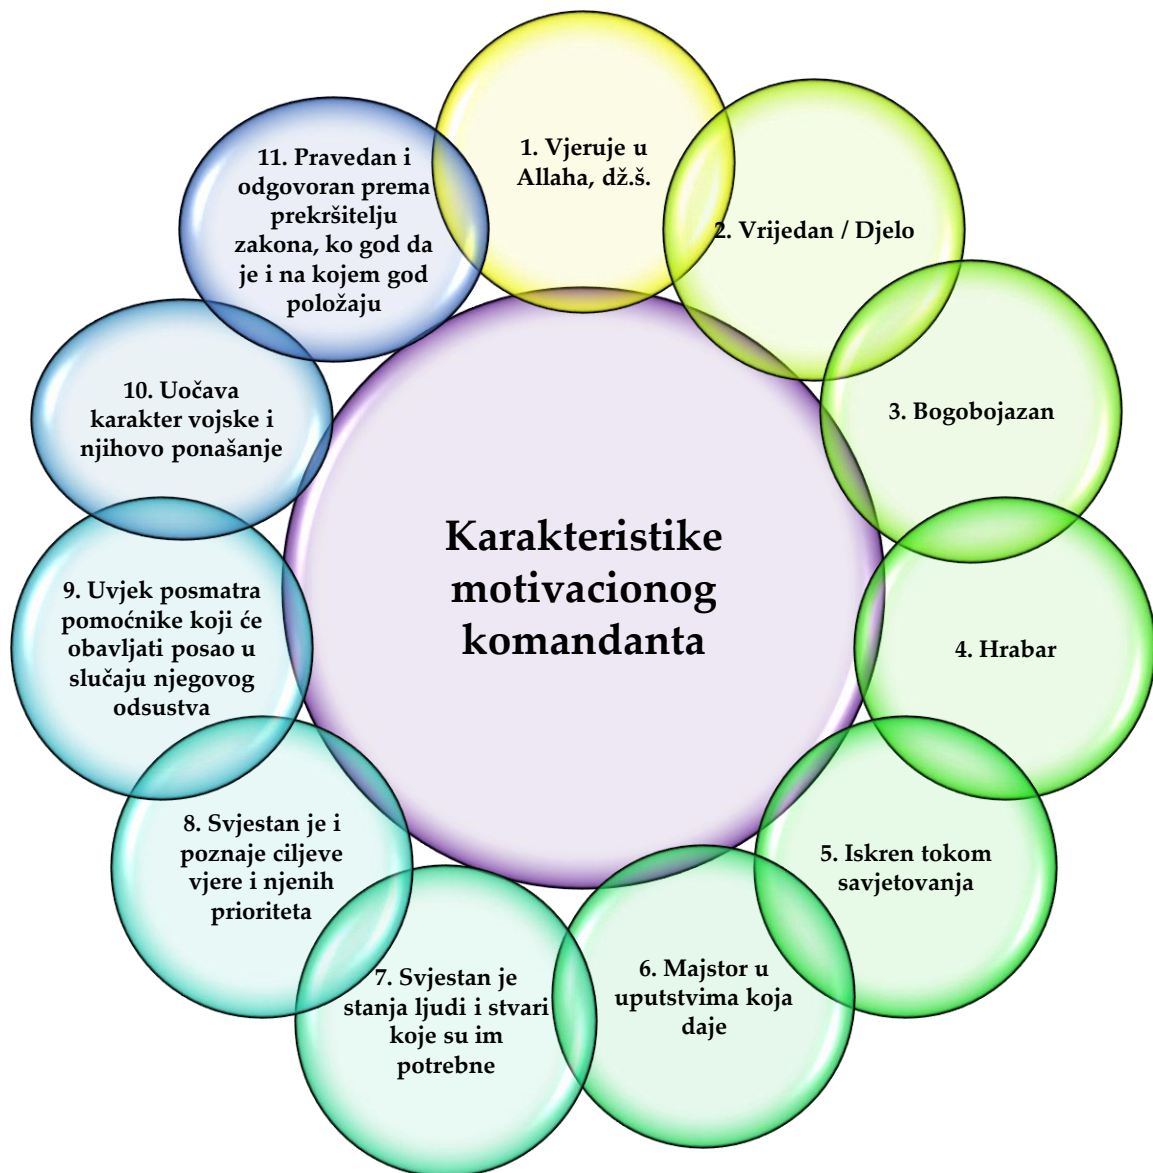 Karakteristike
motivacionog
komandanta
1. Vjeruje u
Allaha, dž.š.
2. Vrijedan / Djelo
3. Bogobojazan
4. Hrabar
5. Iskren tokom
savjetovanja
6. Majstor u
uputstvima koja
daje
7. Svjestan je
stanja ljudi i stvari
koje su im
potrebne
8. Svjestan je i
poznaje ciljeve
vjere i njenih
prioriteta
9. Uvjek posmatra
pomoćnike koji će
obavljati posao u
slučaju njegovog
odsustva
10. Uočava
karakter vojske i
njihovo ponašanje
11. Pravedan i
odgovoran prema
prekršitelju
zakona, ko god da
je i na kojem god
položaju